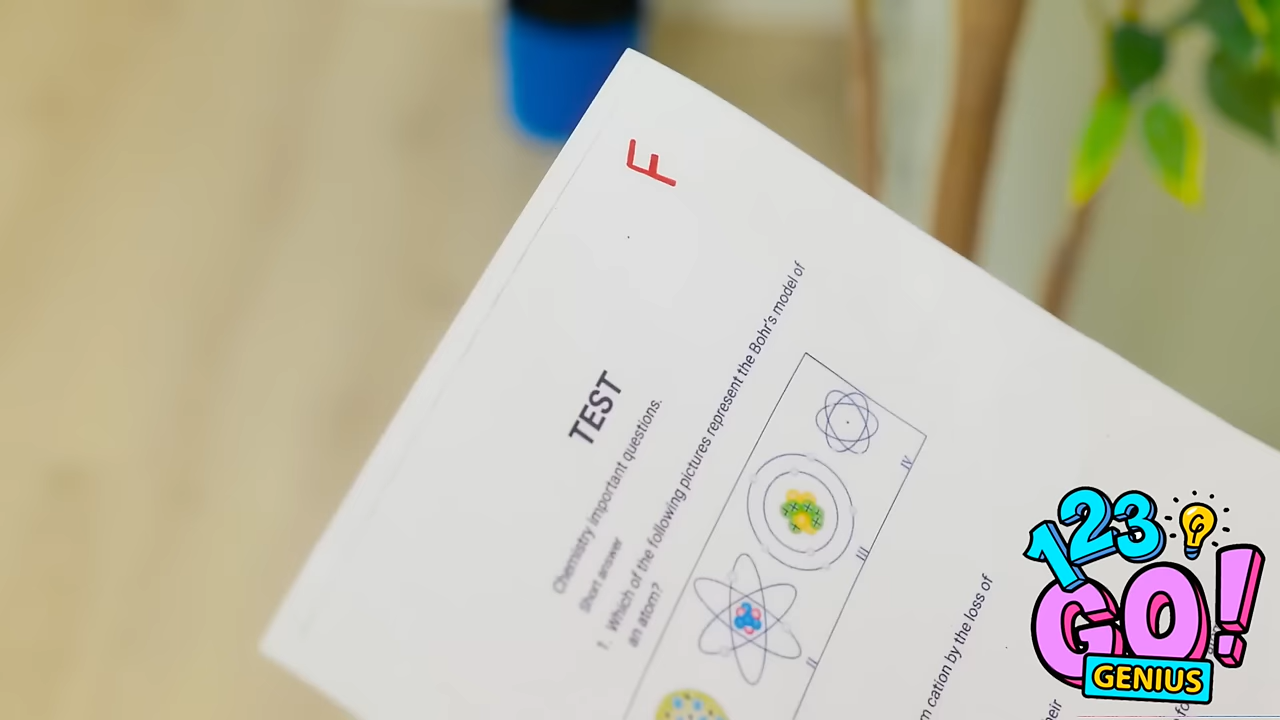 F
TEST
Chemistry important questions.
Short answer
1. Which of the following pictures represent the Bohr's model of
an atom?
II
III
IV
cation by the loss of
123
GO!
GENIUS